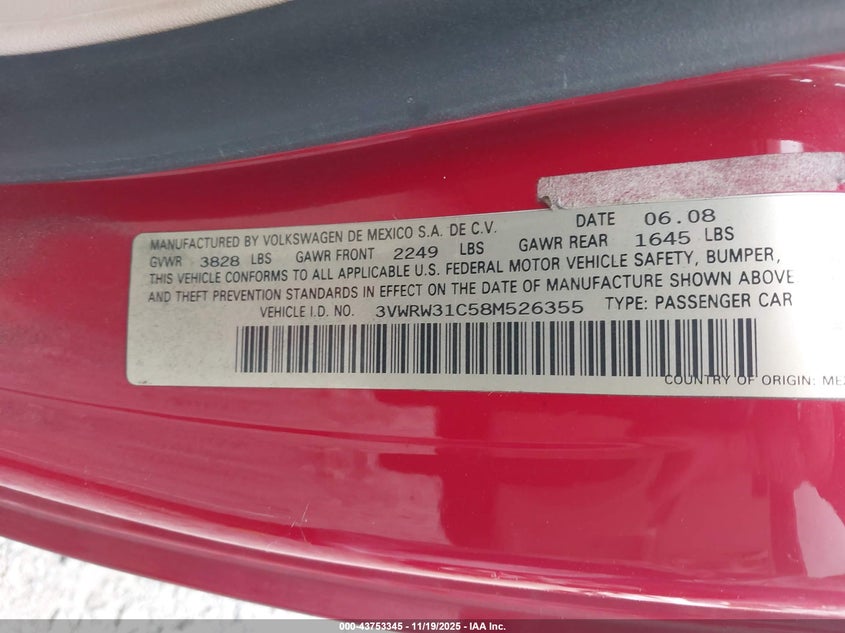 MANUFACTURED BY VOLKSWAGEN DE MEXICO S.A. DE C.V. DATE 06.08
GVWR 3828 LBS GAWR FRONT 2249 LBS GAWR REAR 1645 LBS
THIS VEHICLE CONFORMS TO ALL APPLICABLE U.S. FEDERAL MOTOR VEHICLE SAFETY, BUMPER,
AND THEFT PREVENTION STANDARDS IN EFFECT ON THE DATE OF MANUFACTURE SHOWN ABOVE
VEHICLE I.D. NO. 3VWRW31C58M526355 TYPE: PASSENGER CAR
COUNTRY OF ORIGIN: ME
000-43753345 - 11/19/2025 - IAA Inc.